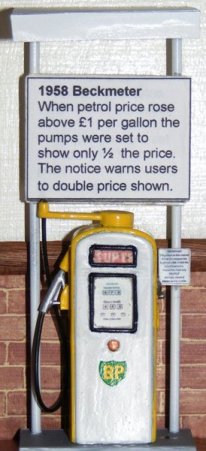 1958 Beckmeter
When petrol price rose
above £1 per gallon the
pumps were set to
show only ½ the price.
The notice warns users
to double price shown.
SUPER
BP